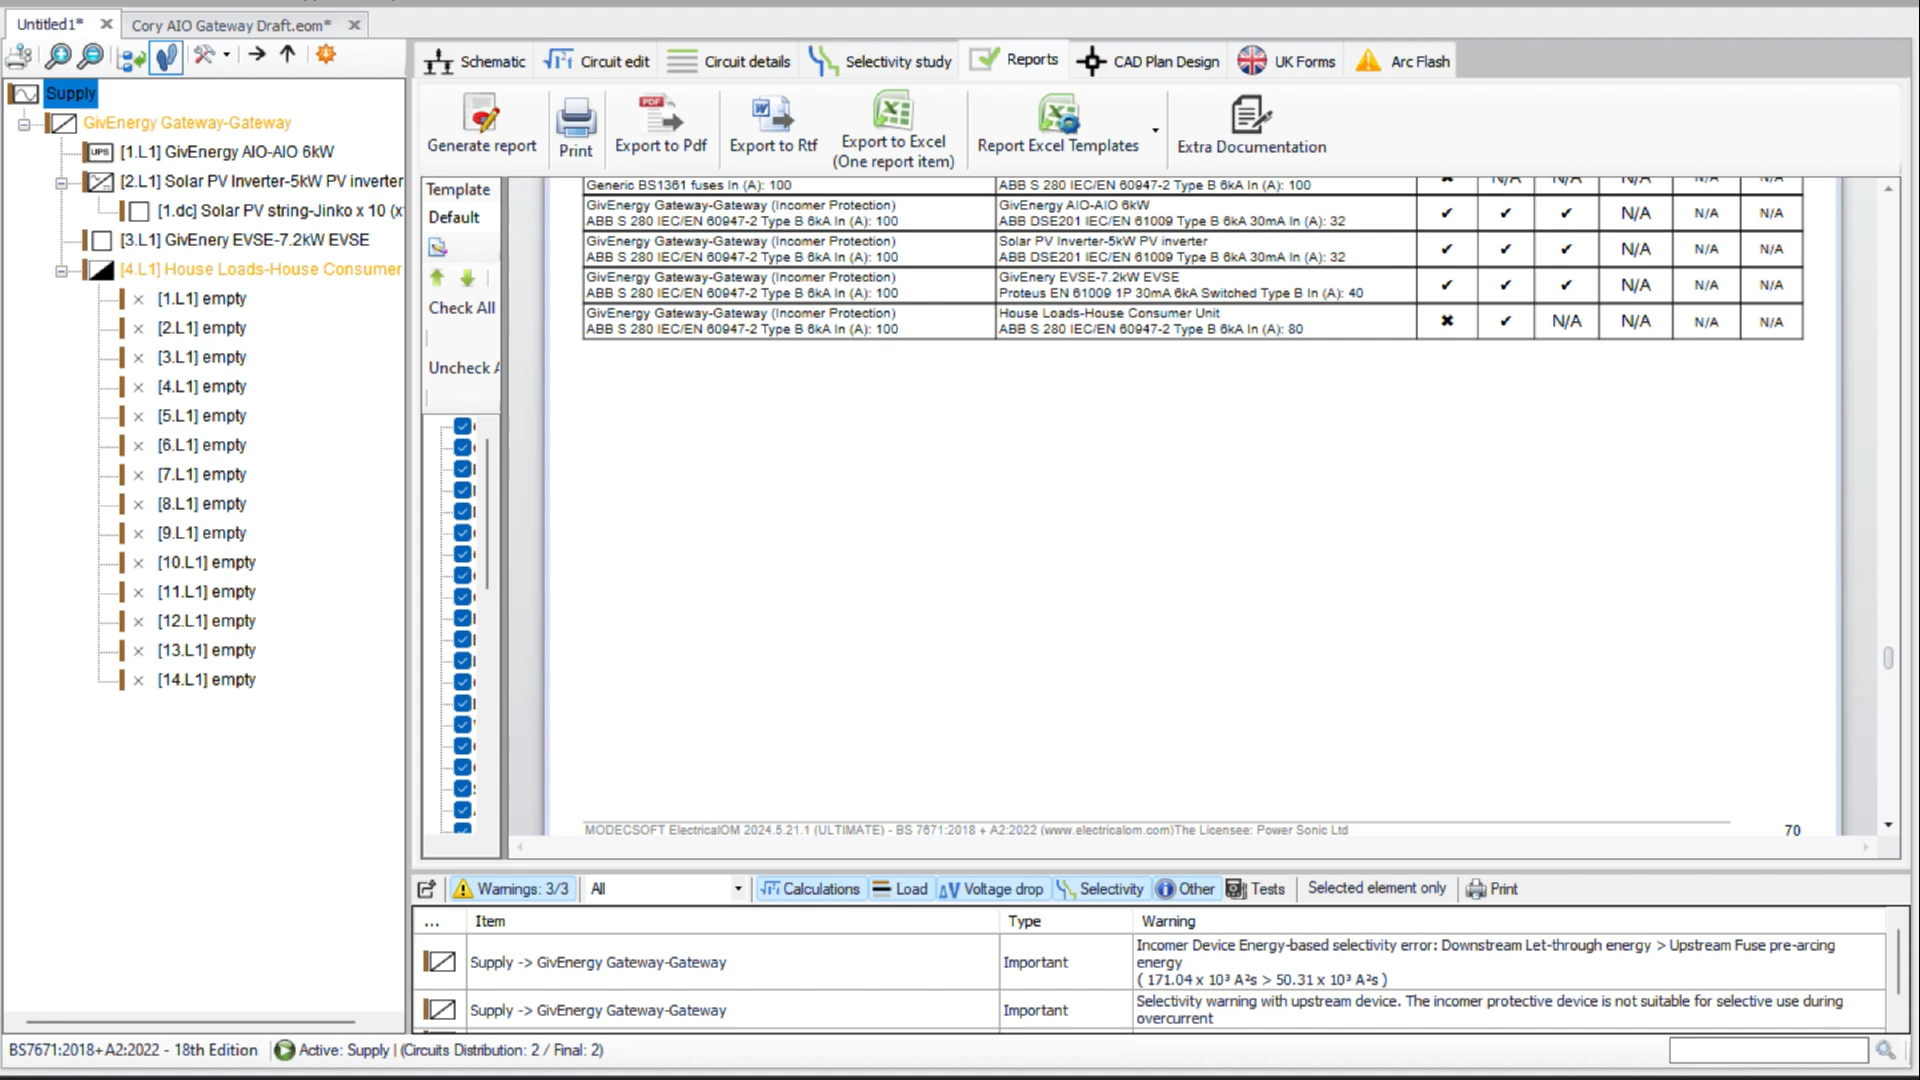 Untitled1*
Cory AIO Gateway Draft.eom*
Schematic
Circuit edit
Circuit details
Selectivity study
Reports
CAD Plan Design
UK Forms
Arc Flash
Generate report
Print
Export to Pdf
Export to Rtf
Export to Excel
(One report item)
Report Excel Templates
Extra Documentation
Supply
GivEnergy Gateway-Gateway
UPS [1.L1] GivEnergy AIO-AIO 6kW
[2.L1] Solar PV Inverter-5kW PV inverter
[1.dc] Solar PV string-Jinko x 10 (x
[3.L1] GivEnery EVSE-7.2kW EVSE
[4.L1] House Loads-House Consumer
[1.L1] empty
[2.L1] empty
[3.L1] empty
[4.L1] empty
[5.L1] empty
[6.L1] empty
[7.L1] empty
[8.L1] empty
[9.L1] empty
[10.L1] empty
[11.L1] empty
[12.L1] empty
[13.L1] empty
[14.L1] empty
Template
Default
Check All
Uncheck A
Generic BS1361 fuses In (A): 100
ABB S 280 IEC/EN 60947-2 Type B 6kA In (A): 100
✖ N/A N/A N/A N/A N/A
GivEnergy Gateway-Gateway (Incomer Protection)
ABB S 280 IEC/EN 60947-2 Type B 6kA In (A): 100
GivEnergy AIO-AIO 6kW
ABB DSE201 IEC/EN 61009 Type B 6kA 30mA In (A): 32
✔ ✔ ✔ N/A N/A N/A
GivEnergy Gateway-Gateway (Incomer Protection)
ABB S 280 IEC/EN 60947-2 Type B 6kA In (A): 100
Solar PV Inverter-5kW PV inverter
ABB DSE201 IEC/EN 61009 Type B 6kA 30mA In (A): 32
✔ ✔ ✔ N/A N/A N/A
GivEnergy Gateway-Gateway (Incomer Protection)
ABB S 280 IEC/EN 60947-2 Type B 6kA In (A): 100
GivEnery EVSE-7.2kW EVSE
Proteus EN 61009 1P 30mA 6kA Switched Type B In (A): 40
✔ ✔ ✔ N/A N/A N/A
GivEnergy Gateway-Gateway (Incomer Protection)
ABB S 280 IEC/EN 60947-2 Type B 6kA In (A): 100
House Loads-House Consumer Unit
ABB S 280 IEC/EN 60947-2 Type B 6kA In (A): 80
✖ ✔ N/A N/A N/A N/A
MODECSOFT ElectricalOM 2024.5.21.1 (ULTIMATE) - BS 7671:2018 + A2:2022 (www.electricalom.com)The Licensee: Power Sonic Ltd
70
Warnings: 3/3
All
Calculations
Load
Voltage drop
Selectivity
Other
Tests
Selected element only
Print
... Item Type Warning
Supply -> GivEnergy Gateway-Gateway
Important
Incomer Device Energy-based selectivity error: Downstream Let-through energy > Upstream Fuse pre-arcing
energy
( 171.04 x 10³ A²s > 50.31 x 10³ A²s )
Supply -> GivEnergy Gateway-Gateway
Important
Selectivity warning with upstream device. The incomer protective device is not suitable for selective use during
overcurrent
BS7671:2018+A2:2022 - 18th Edition
Active: Supply | (Circuits Distribution: 2 / Final: 2)